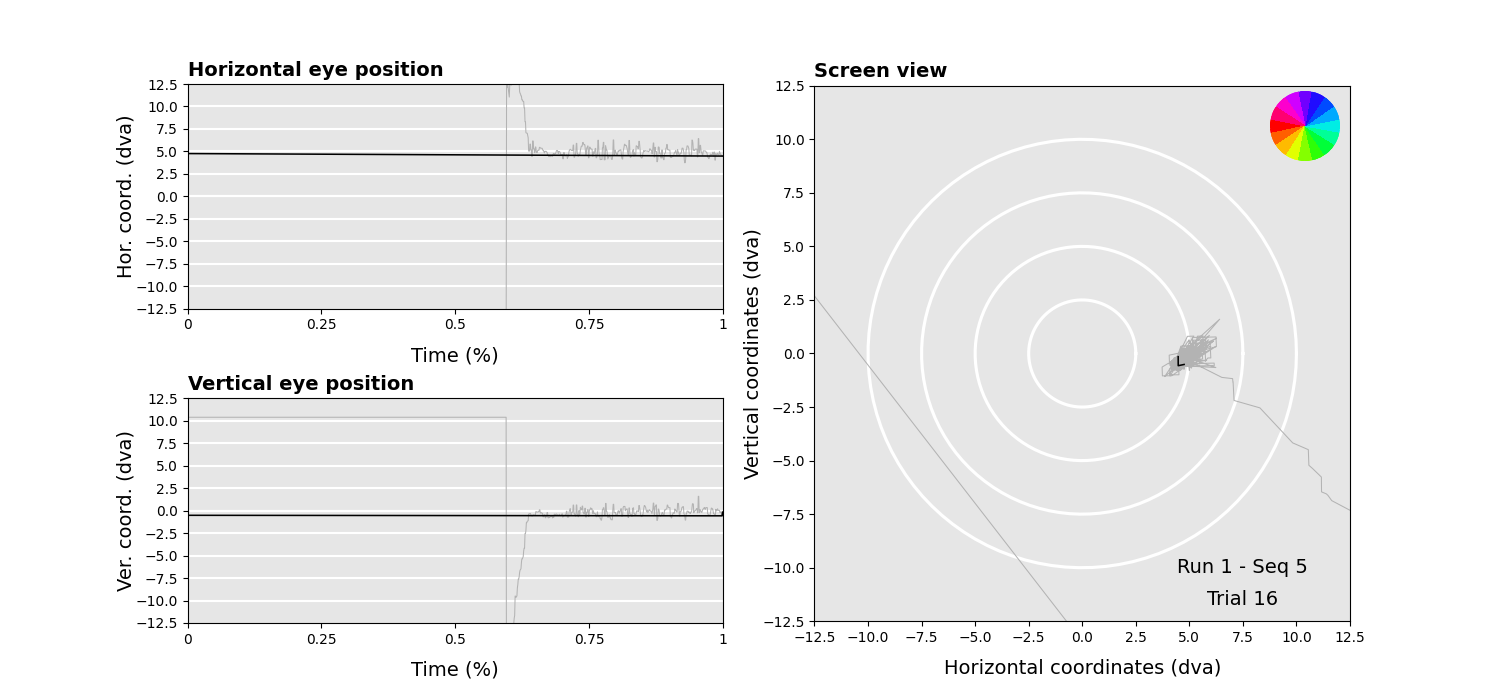 Horizontal eye position
12.5
10.0
7.5
5.0
2.5
0.0
−2.5
−5.0
−7.5
−10.0
−12.5
Hor. coord. (dva)
0 0.25 0.5 0.75 1
Time (%)
Vertical eye position
12.5
10.0
7.5
5.0
2.5
0.0
−2.5
−5.0
−7.5
−10.0
−12.5
Ver. coord. (dva)
0 0.25 0.5 0.75 1
Time (%)
Screen view
12.5
10.0
7.5
5.0
2.5
0.0
−2.5
−5.0
−7.5
−10.0
−12.5
Vertical coordinates (dva)
Run 1 - Seq 5
Trial 16
−12.5 −10.0 −7.5 −5.0 −2.5 0.0 2.5 5.0 7.5 10.0 12.5
Horizontal coordinates (dva)